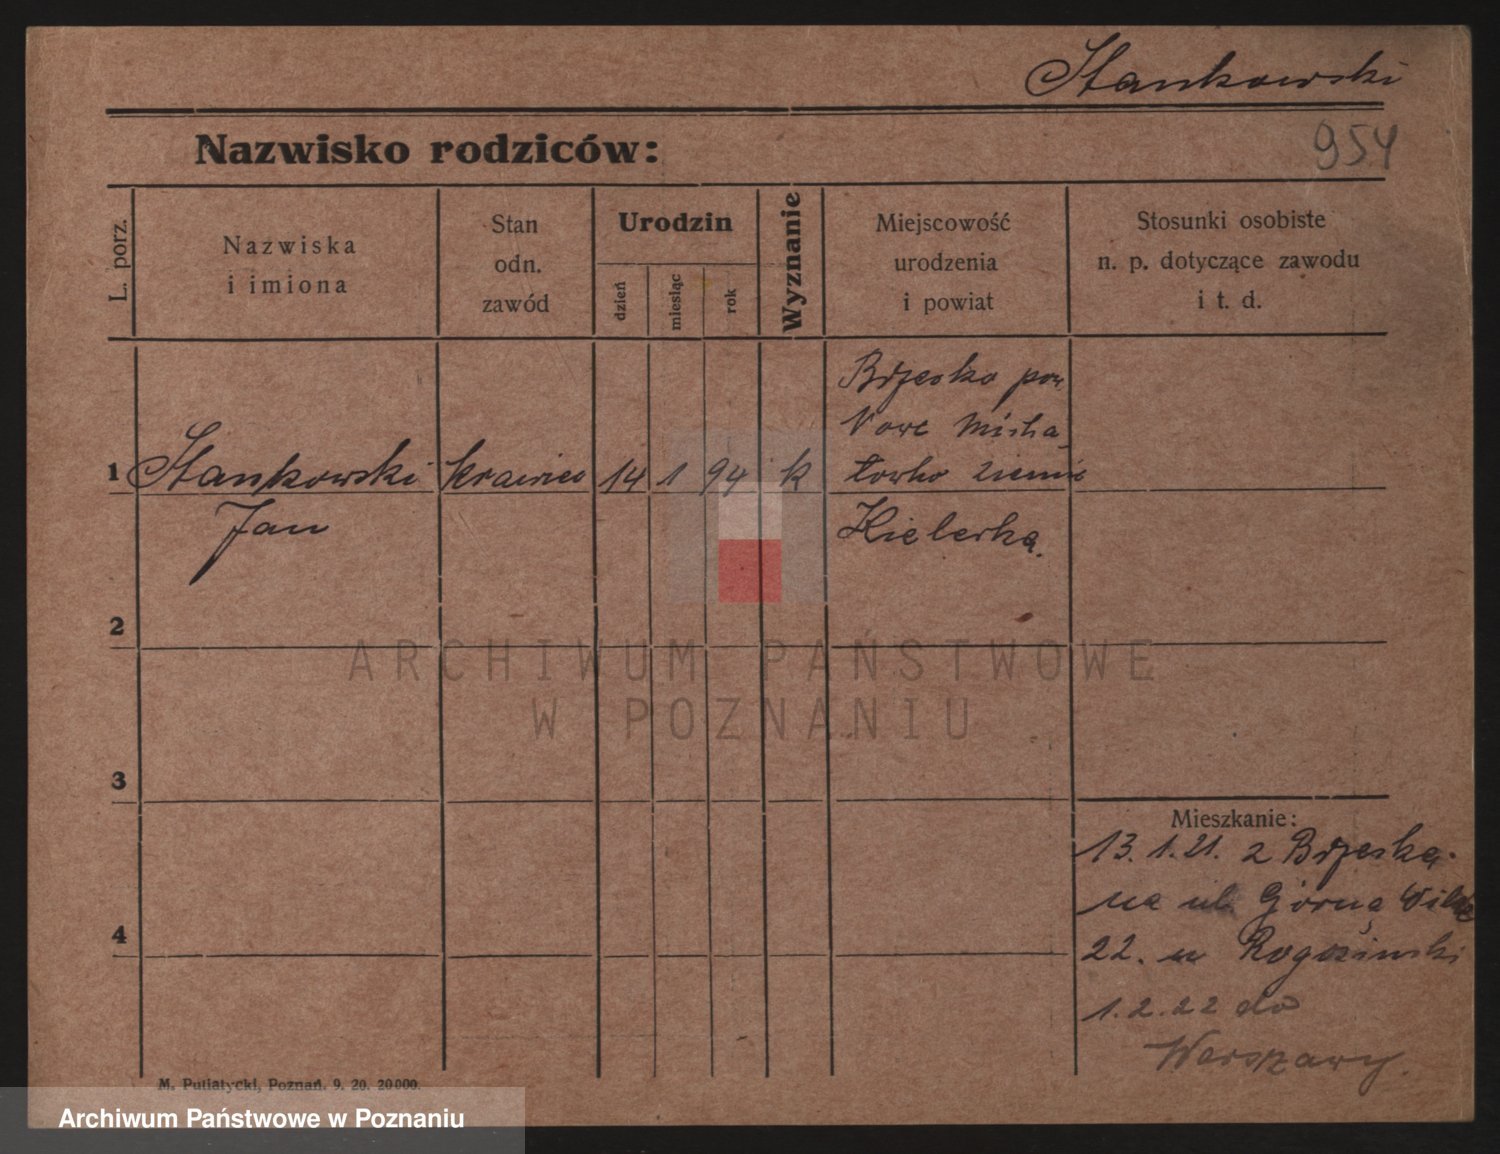 Stankowski
Nazwisko rodziców:
954
L. porz.
Nazwiska
i imiona
Stan
odn.
zawód
Urodzin
dzień
miesiąc
rok
Wyznanie
Miejscowość
urodzenia
i powiat
Stosunki osobiste
n. p. dotyczące zawodu
i t. d.
1
Stankowski
Jan
krawiec
14
1
94
k
Brzesko pow
Nowe
ziemia
2
3
4
Mieszkanie:
13. 1. 21. z Brzeska.
na ul. Górna
22. u Rogozinski
1. 2. 22 do
Warszawy.
M. Putiatycki, Poznań. 9. 20. 20000.
ARCHIWUM PAŃSTWOWE
W POZNANIU
Archiwum Państwowe w Poznaniu